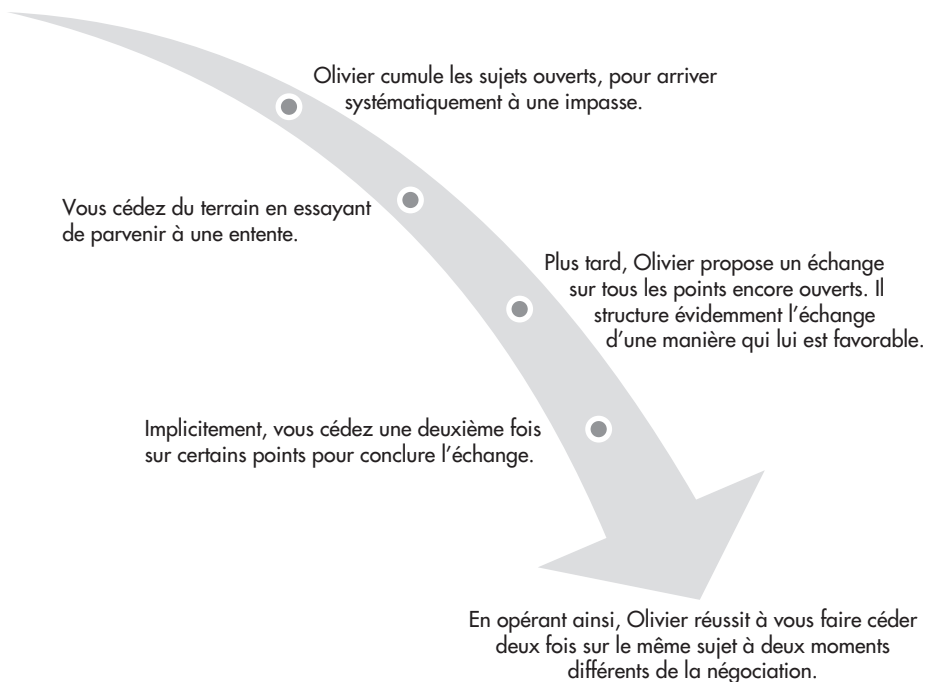 Olivier cumule les sujets ouverts, pour arriver
systématiquement à une impasse.
Vous cédez du terrain en essayant
de parvenir à une entente.
Plus tard, Olivier propose un échange
sur tous les points encore ouverts. Il
structure évidemment l’échange
d’une manière qui lui est favorable.
Implicitement, vous cédez une deuxième fois
sur certains points pour conclure l’échange.
En opérant ainsi, Olivier réussit à vous faire céder
deux fois sur le même sujet à deux moments
différents de la négociation.